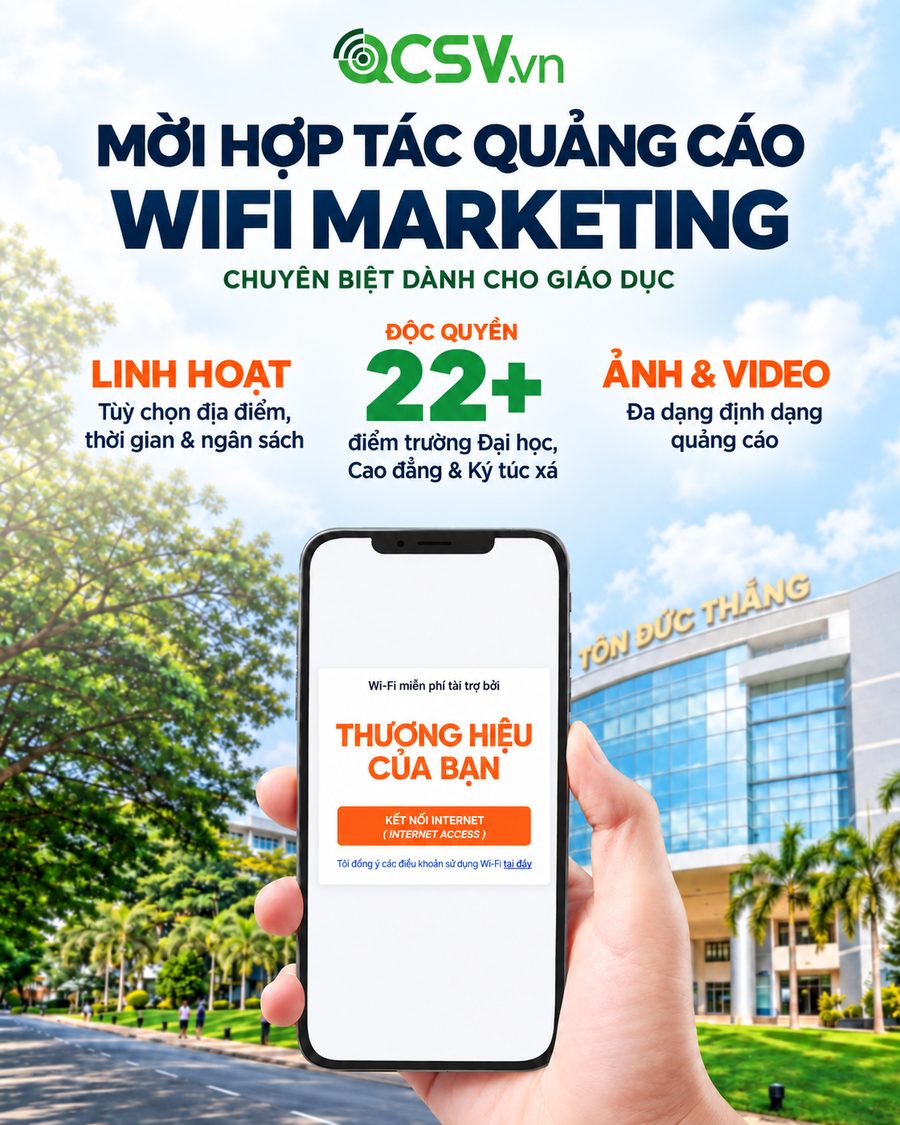 QCSV.vn
MỜI HỢP TÁC QUẢNG CÁO
WIFI MARKETING
CHUYÊN BIỆT DÀNH CHO GIÁO DỤC
LINH HOẠT
Tuỳ chọn địa điểm,
thời gian & ngân sách
ĐỘC QUYỀN
22+
điểm trường Đại học,
Cao đẳng & Ký túc xá
ẢNH & VIDEO
Đa dạng định dạng
quảng cáo
TÔN ĐỨC THẮNG
Wi-Fi miễn phí tài trợ bởi
THƯƠNG HIỆU
CỦA BẠN
KẾT NỐI INTERNET
( INTERNET ACCESS )
Tôi đồng ý các điều khoản sử dụng Wi-Fi tại đây